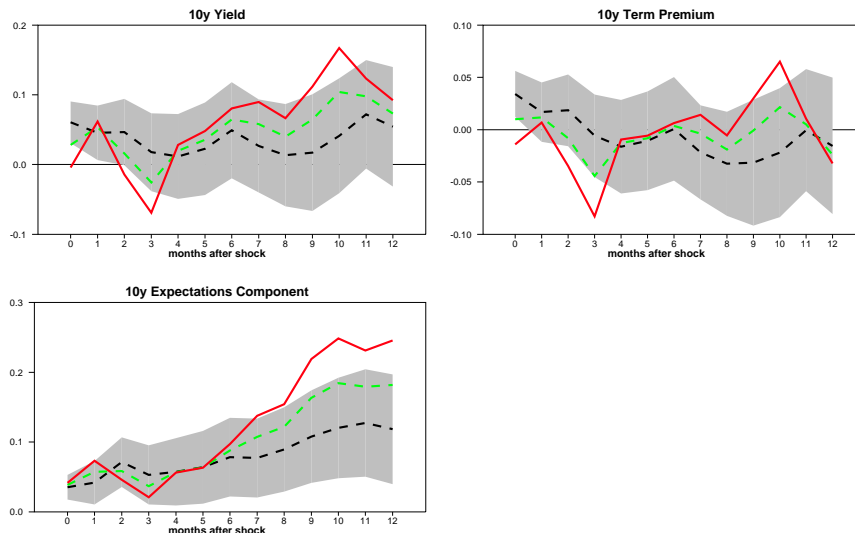 10y Yield
0.2
0.1
0.0
-0.1
0 1 2 3 4 5 6 7 8 9 10 11 12
months after shock
10y Term Premium
0.10
0.05
0.00
-0.05
-0.10
0 1 2 3 4 5 6 7 8 9 10 11 12
months after shock
10y Expectations Component
0.3
0.2
0.1
0.0
0 1 2 3 4 5 6 7 8 9 10 11 12
months after shock